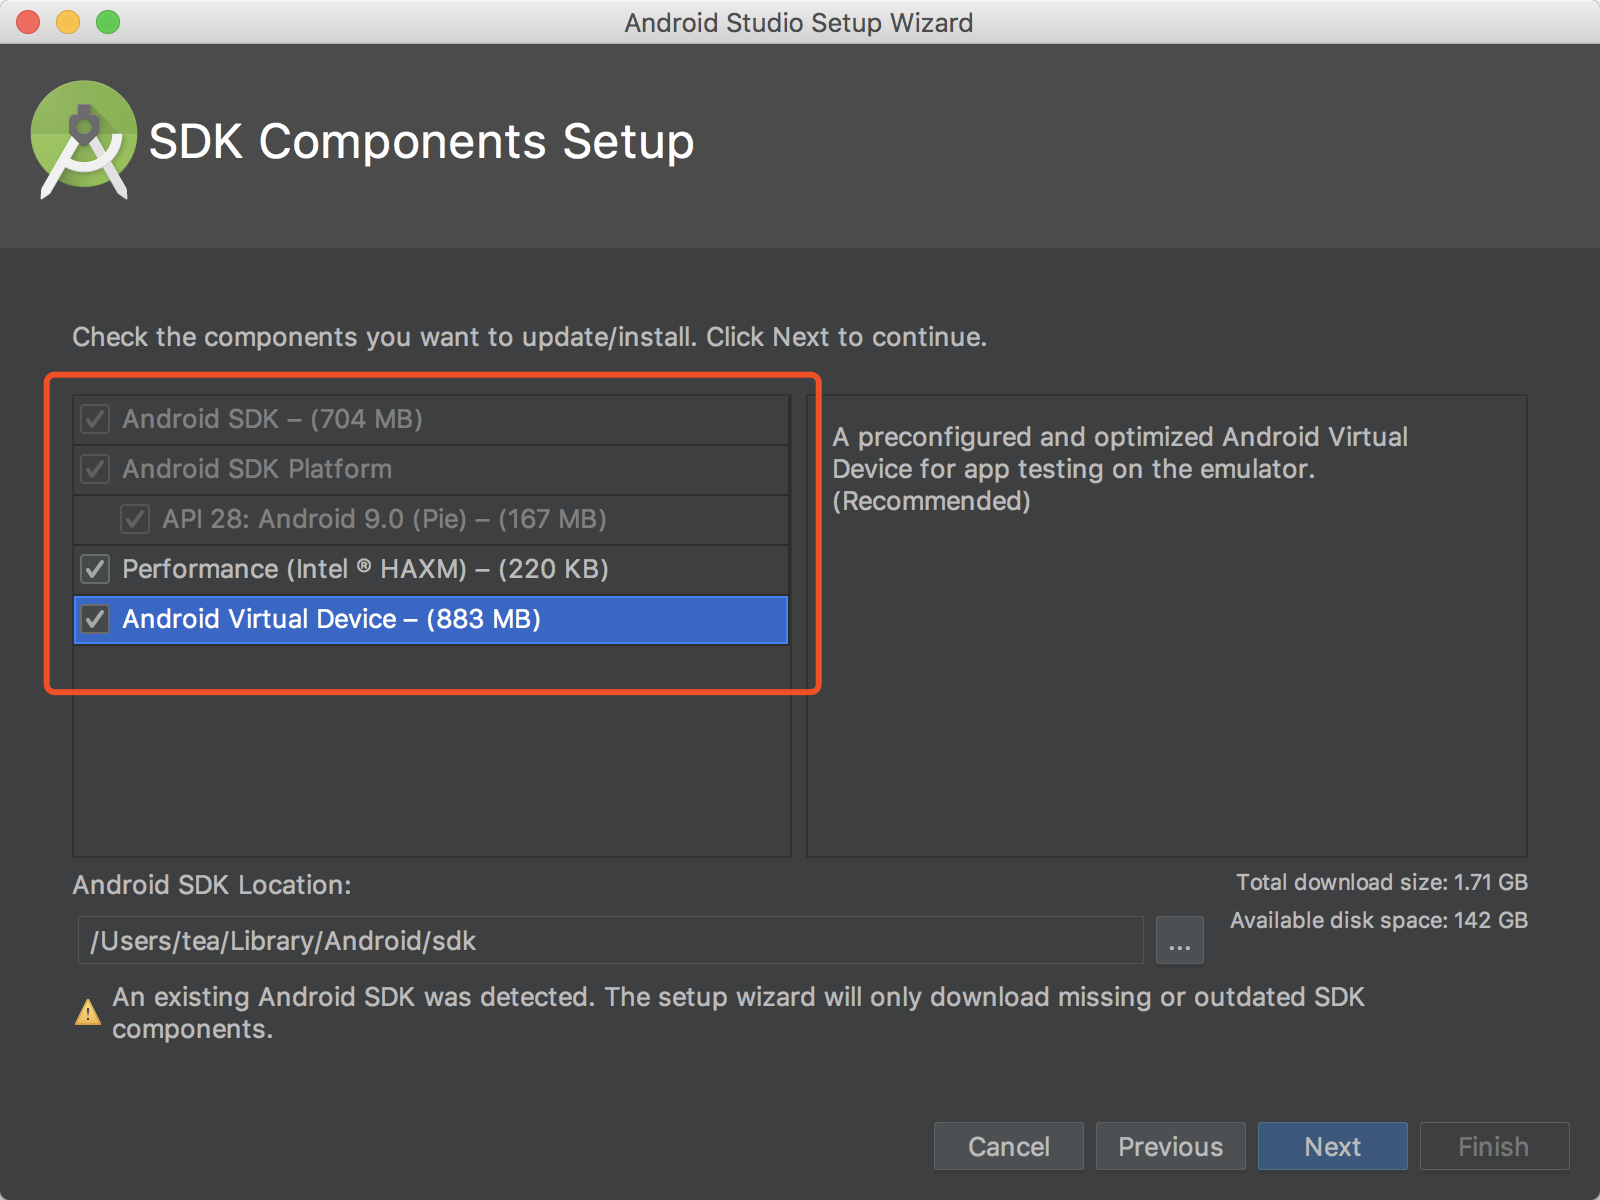 Android Studio Setup Wizard
SDK Components Setup
Check the components you want to update/install. Click Next to continue.
Android SDK – (704 MB)
Android SDK Platform
API 28: Android 9.0 (Pie) – (167 MB)
Performance (Intel ® HAXM) – (220 KB)
Android Virtual Device – (883 MB)
A preconfigured and optimized Android Virtual
Device for app testing on the emulator.
(Recommended)
Android SDK Location:
Total download size: 1.71 GB
Available disk space: 142 GB
/Users/tea/Library/Android/sdk
...
An existing Android SDK was detected. The setup wizard will only download missing or outdated SDK
components.
Cancel
Previous
Next
Finish